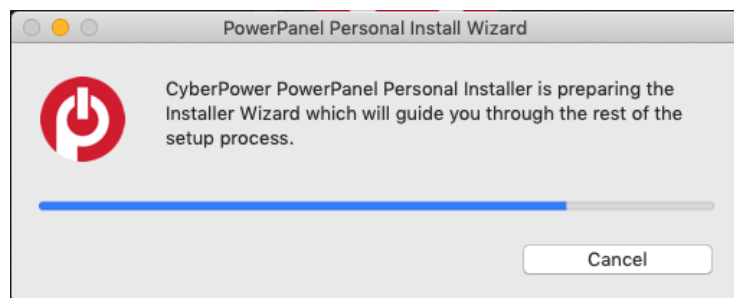 PowerPanel Personal Install Wizard
CyberPower PowerPanel Personal Installer is preparing the
Installer Wizard which will guide you through the rest of the
setup process.
Cancel